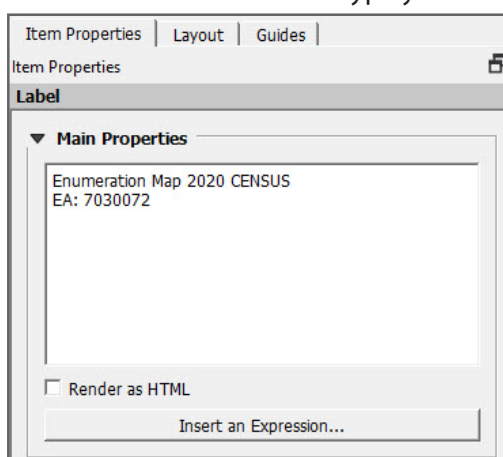 Item Properties Layout Guides
Item Properties
Label
Main Properties
Enumeration Map 2020 CENSUS
EA: 7030072
Render as HTML
Insert an Expression...